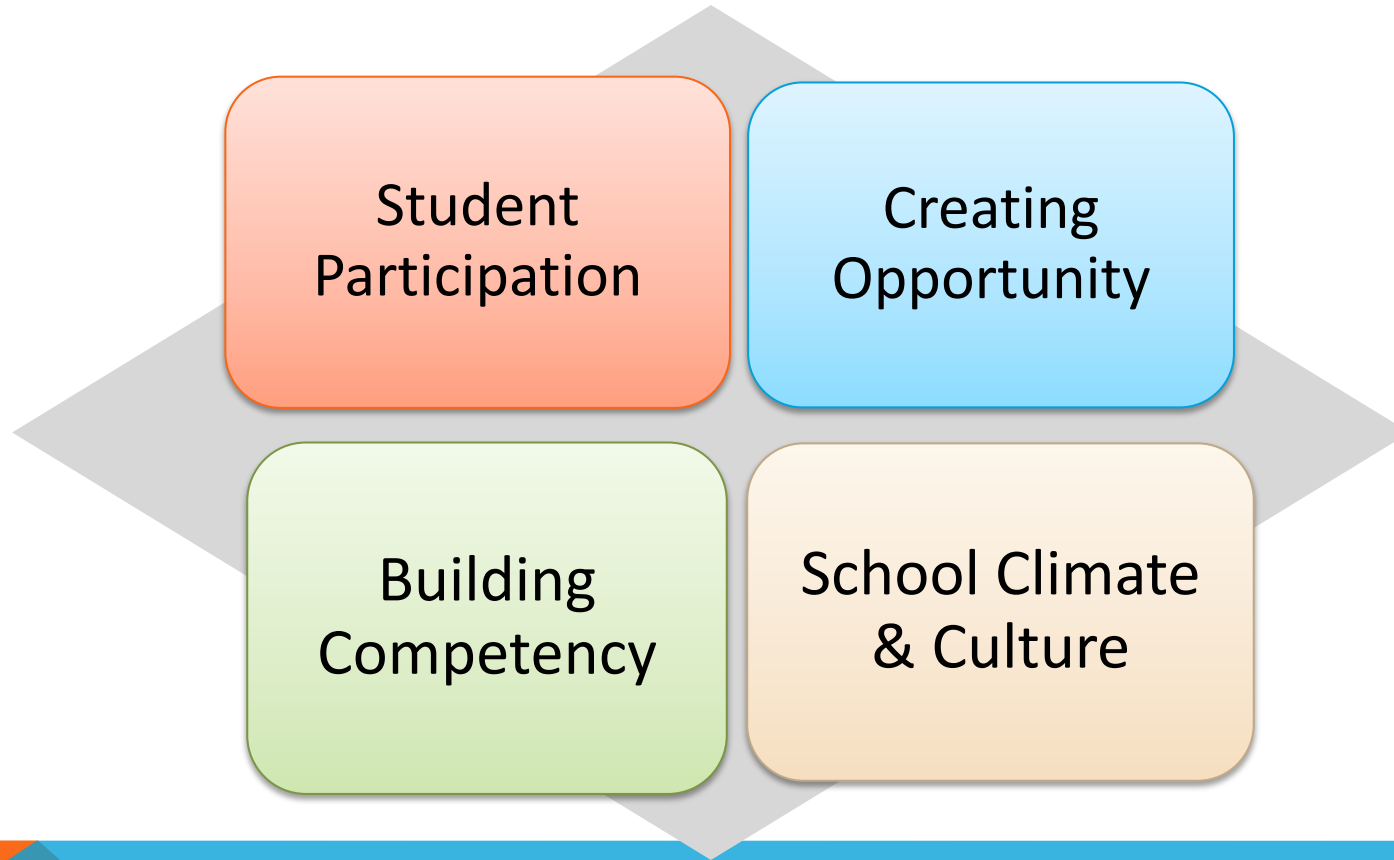 Student
Participation
Creating
Opportunity
Building
Competency
School Climate
& Culture